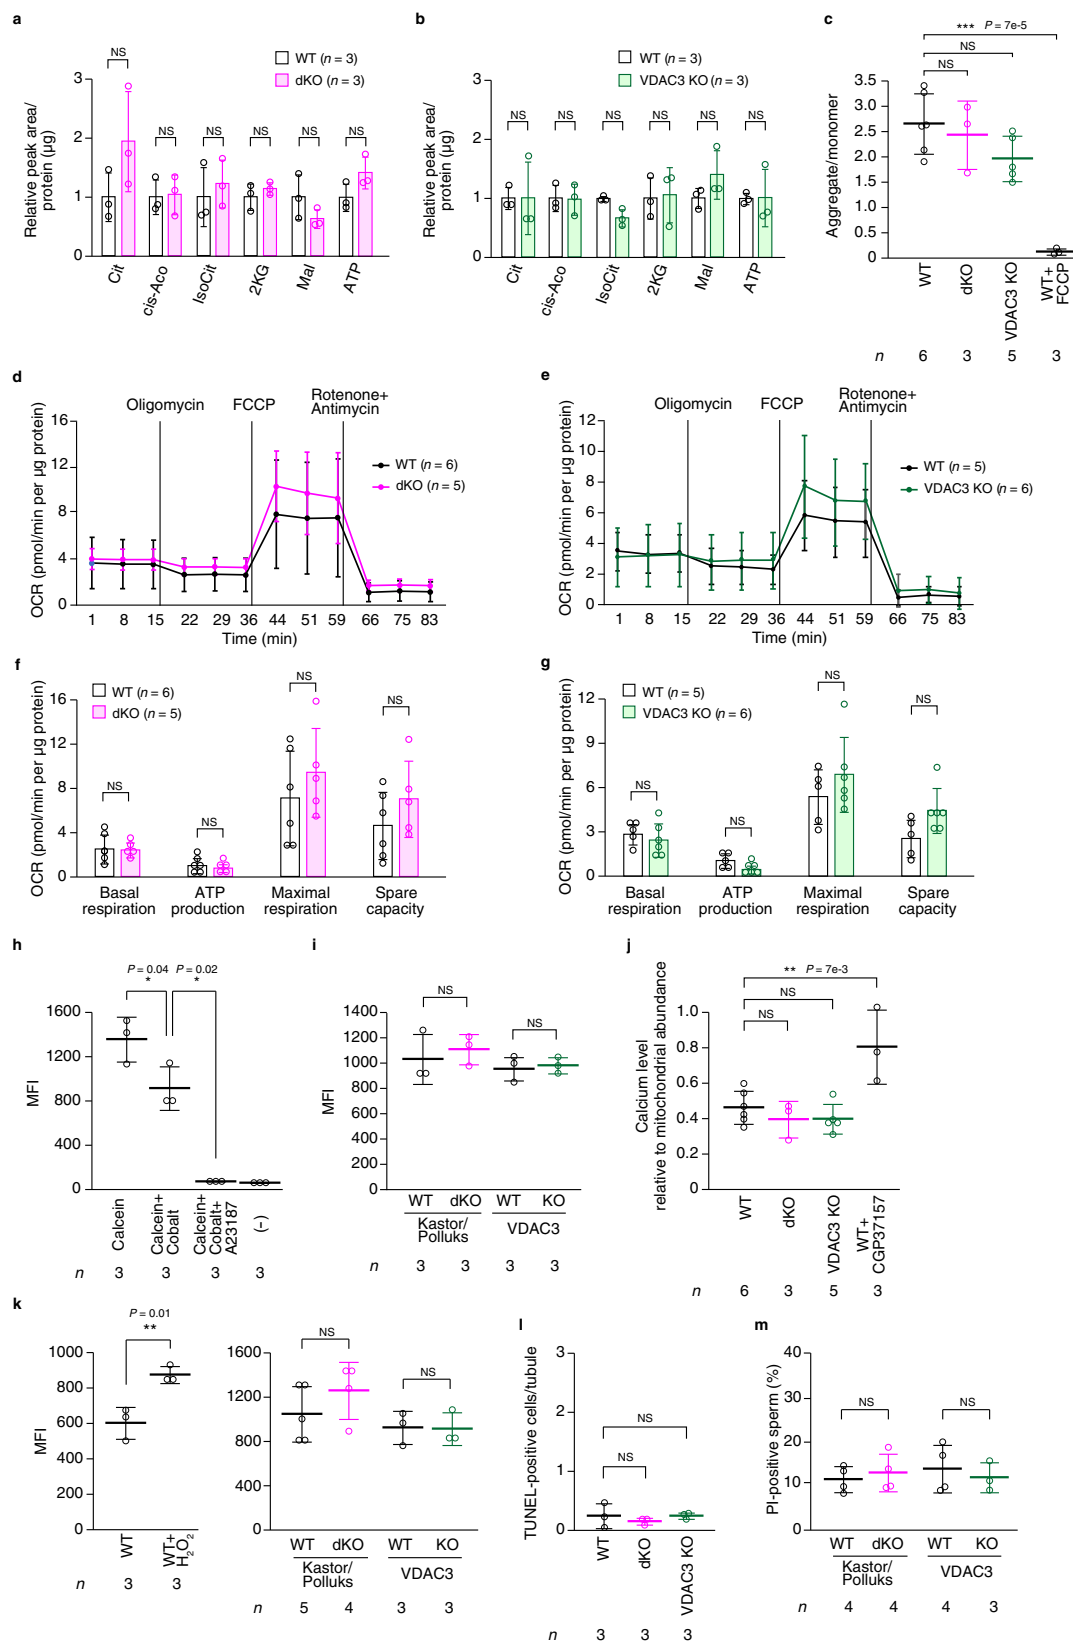 a
NS
WT (n = 3)
dKO (n = 3)
Relative peak area/
protein (µg)
3
2
1
0
NS
NS
NS
NS
NS
Cit
cis-Aco
IsoCit
2KG
Mal
ATP
b
WT (n = 3)
VDAC3 KO (n = 3)
Relative peak area/
protein (µg)
3
2
1
0
NS
NS
NS
NS
NS
NS
Cit
cis-Aco
IsoCit
2KG
Mal
ATP
c
*** P = 7e-5
NS
NS
Aggregate/monomer
3.5
3.0
2.5
2.0
1.5
1.0
0.5
0
WT
dKO
VDAC3 KO
WT+
FCCP
n 6 3 5 3
d
Oligomycin
FCCP
Rotenone+
Antimycin
OCR (pmol/min per µg protein)
16
12
8
4
0
WT (n = 6)
dKO (n = 5)
1 8 15 22 29 36 44 51 59 66 75 83
Time (min)
e
Oligomycin
FCCP
Rotenone+
Antimycin
OCR (pmol/min per µg protein)
12
10
8
6
4
2
0
WT (n = 5)
VDAC3 KO (n = 6)
1 8 15 22 29 36 44 51 59 66 75 83
Time (min)
f
WT (n = 6)
dKO (n = 5)
OCR (pmol/min per µg protein)
16
12
8
4
0
NS
NS
NS
NS
Basal
respiration
ATP
production
Maximal
respiration
Spare
capacity
g
WT (n = 5)
VDAC3 KO (n = 6)
OCR (pmol/min per µg protein)
12
9
6
3
0
NS
NS
NS
NS
Basal
respiration
ATP
production
Maximal
respiration
Spare
capacity
h
P = 0.04 P = 0.02
* *
MFI
1600
1200
800
400
0
Calcein
Calcein+
Cobalt
Calcein+
Cobalt+
A23187
(-)
n 3 3 3 3
i
NS
NS
MFI
1400
1200
1000
800
600
400
200
0
WT dKO WT KO
Kastor/
Polluks
VDAC3
n 3 3 3 3
j
** P = 7e-3
NS
NS
Calcium level
relative to mitochondrial abundance
1.0
0.8
0.6
0.4
0.2
0
WT
dKO
VDAC3 KO
WT+
CGP37157
n 6 3 5 3
k
P = 0.01
**
MFI
1000
800
600
400
200
0
WT
WT+
H2O2
n 3 3
NS
NS
1600
1200
800
400
0
WT dKO WT KO
Kastor/
Polluks
VDAC3
n 5 4 3 3
l
TUNEL-positive cells/tubule
3
2
1
0
NS
NS
WT
dKO
VDAC3 KO
n 3 3 3
m
PI-positive sperm (%)
40
30
20
10
0
NS
NS
WT dKO WT KO
Kastor/
Polluks
VDAC3
n 4 4 4 3